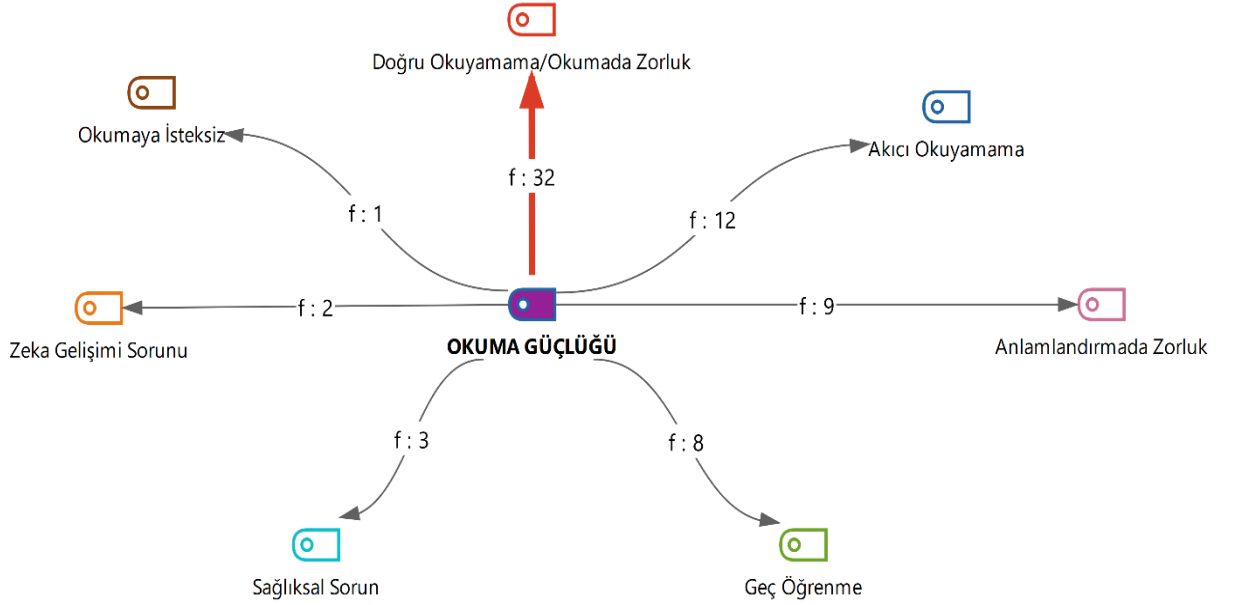 Doğru Okuyamama/Okumada Zorluk
Okumaya İsteksiz
Akıcı Okuyamama
f : 32
f : 1
f : 12
f : 2
f : 9
OKUMA GÜÇLÜĞÜ
Zeka Gelişimi Sorunu
Anlamlandırmada Zorluk
f : 3
f : 8
Sağlıksal Sorun
Geç Öğrenme